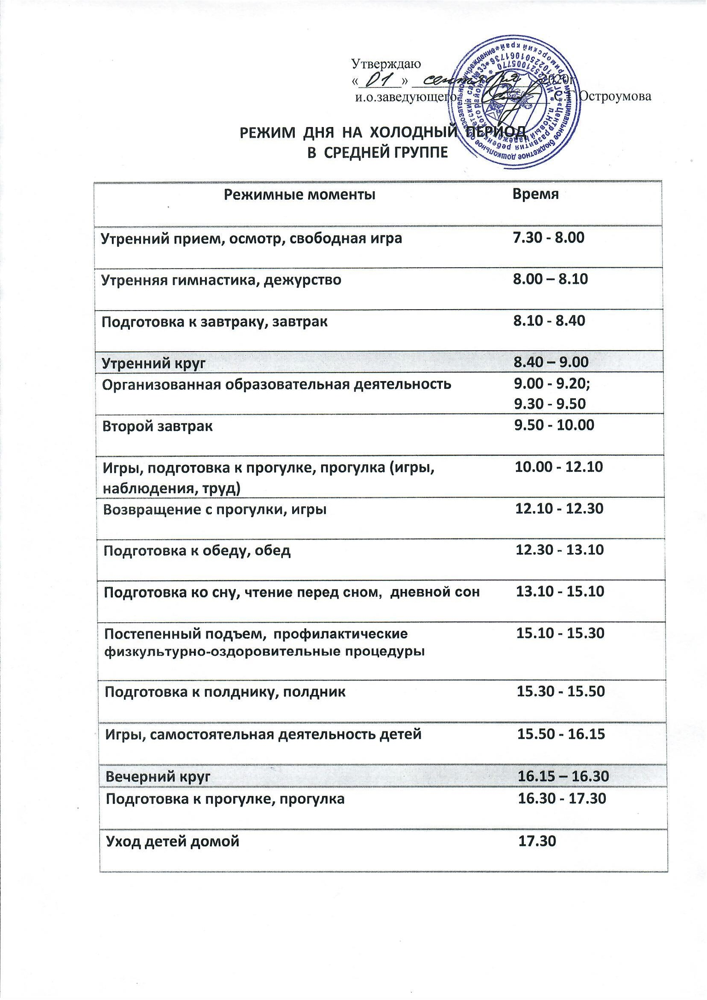 Утверждаю
«01» сентября 2020г
и.о.заведующего С.Г.Остроумова
РЕЖИМ ДНЯ НА ХОЛОДНЫЙ ПЕРИОД
В СРЕДНЕЙ ГРУППЕ
Режимные моменты Время
Утренний прием, осмотр, свободная игра 7.30 - 8.00
Утренняя гимнастика, дежурство 8.00 – 8.10
Подготовка к завтраку, завтрак 8.10 - 8.40
Утренний круг 8.40 – 9.00
Организованная образовательная деятельность 9.00 - 9.20;
9.30 - 9.50
Второй завтрак 9.50 - 10.00
Игры, подготовка к прогулке, прогулка (игры, 10.00 - 12.10
наблюдения, труд)
Возвращение с прогулки, игры 12.10 - 12.30
Подготовка к обеду, обед 12.30 - 13.10
Подготовка ко сну, чтение перед сном, дневной сон 13.10 - 15.10
Постепенный подъем, профилактические 15.10 - 15.30
физкультурно-оздоровительные процедуры
Подготовка к полднику, полдник 15.30 - 15.50
Игры, самостоятельная деятельность детей 15.50 - 16.15
Вечерний круг 16.15 – 16.30
Подготовка к прогулке, прогулка 16.30 - 17.30
Уход детей домой 17.30